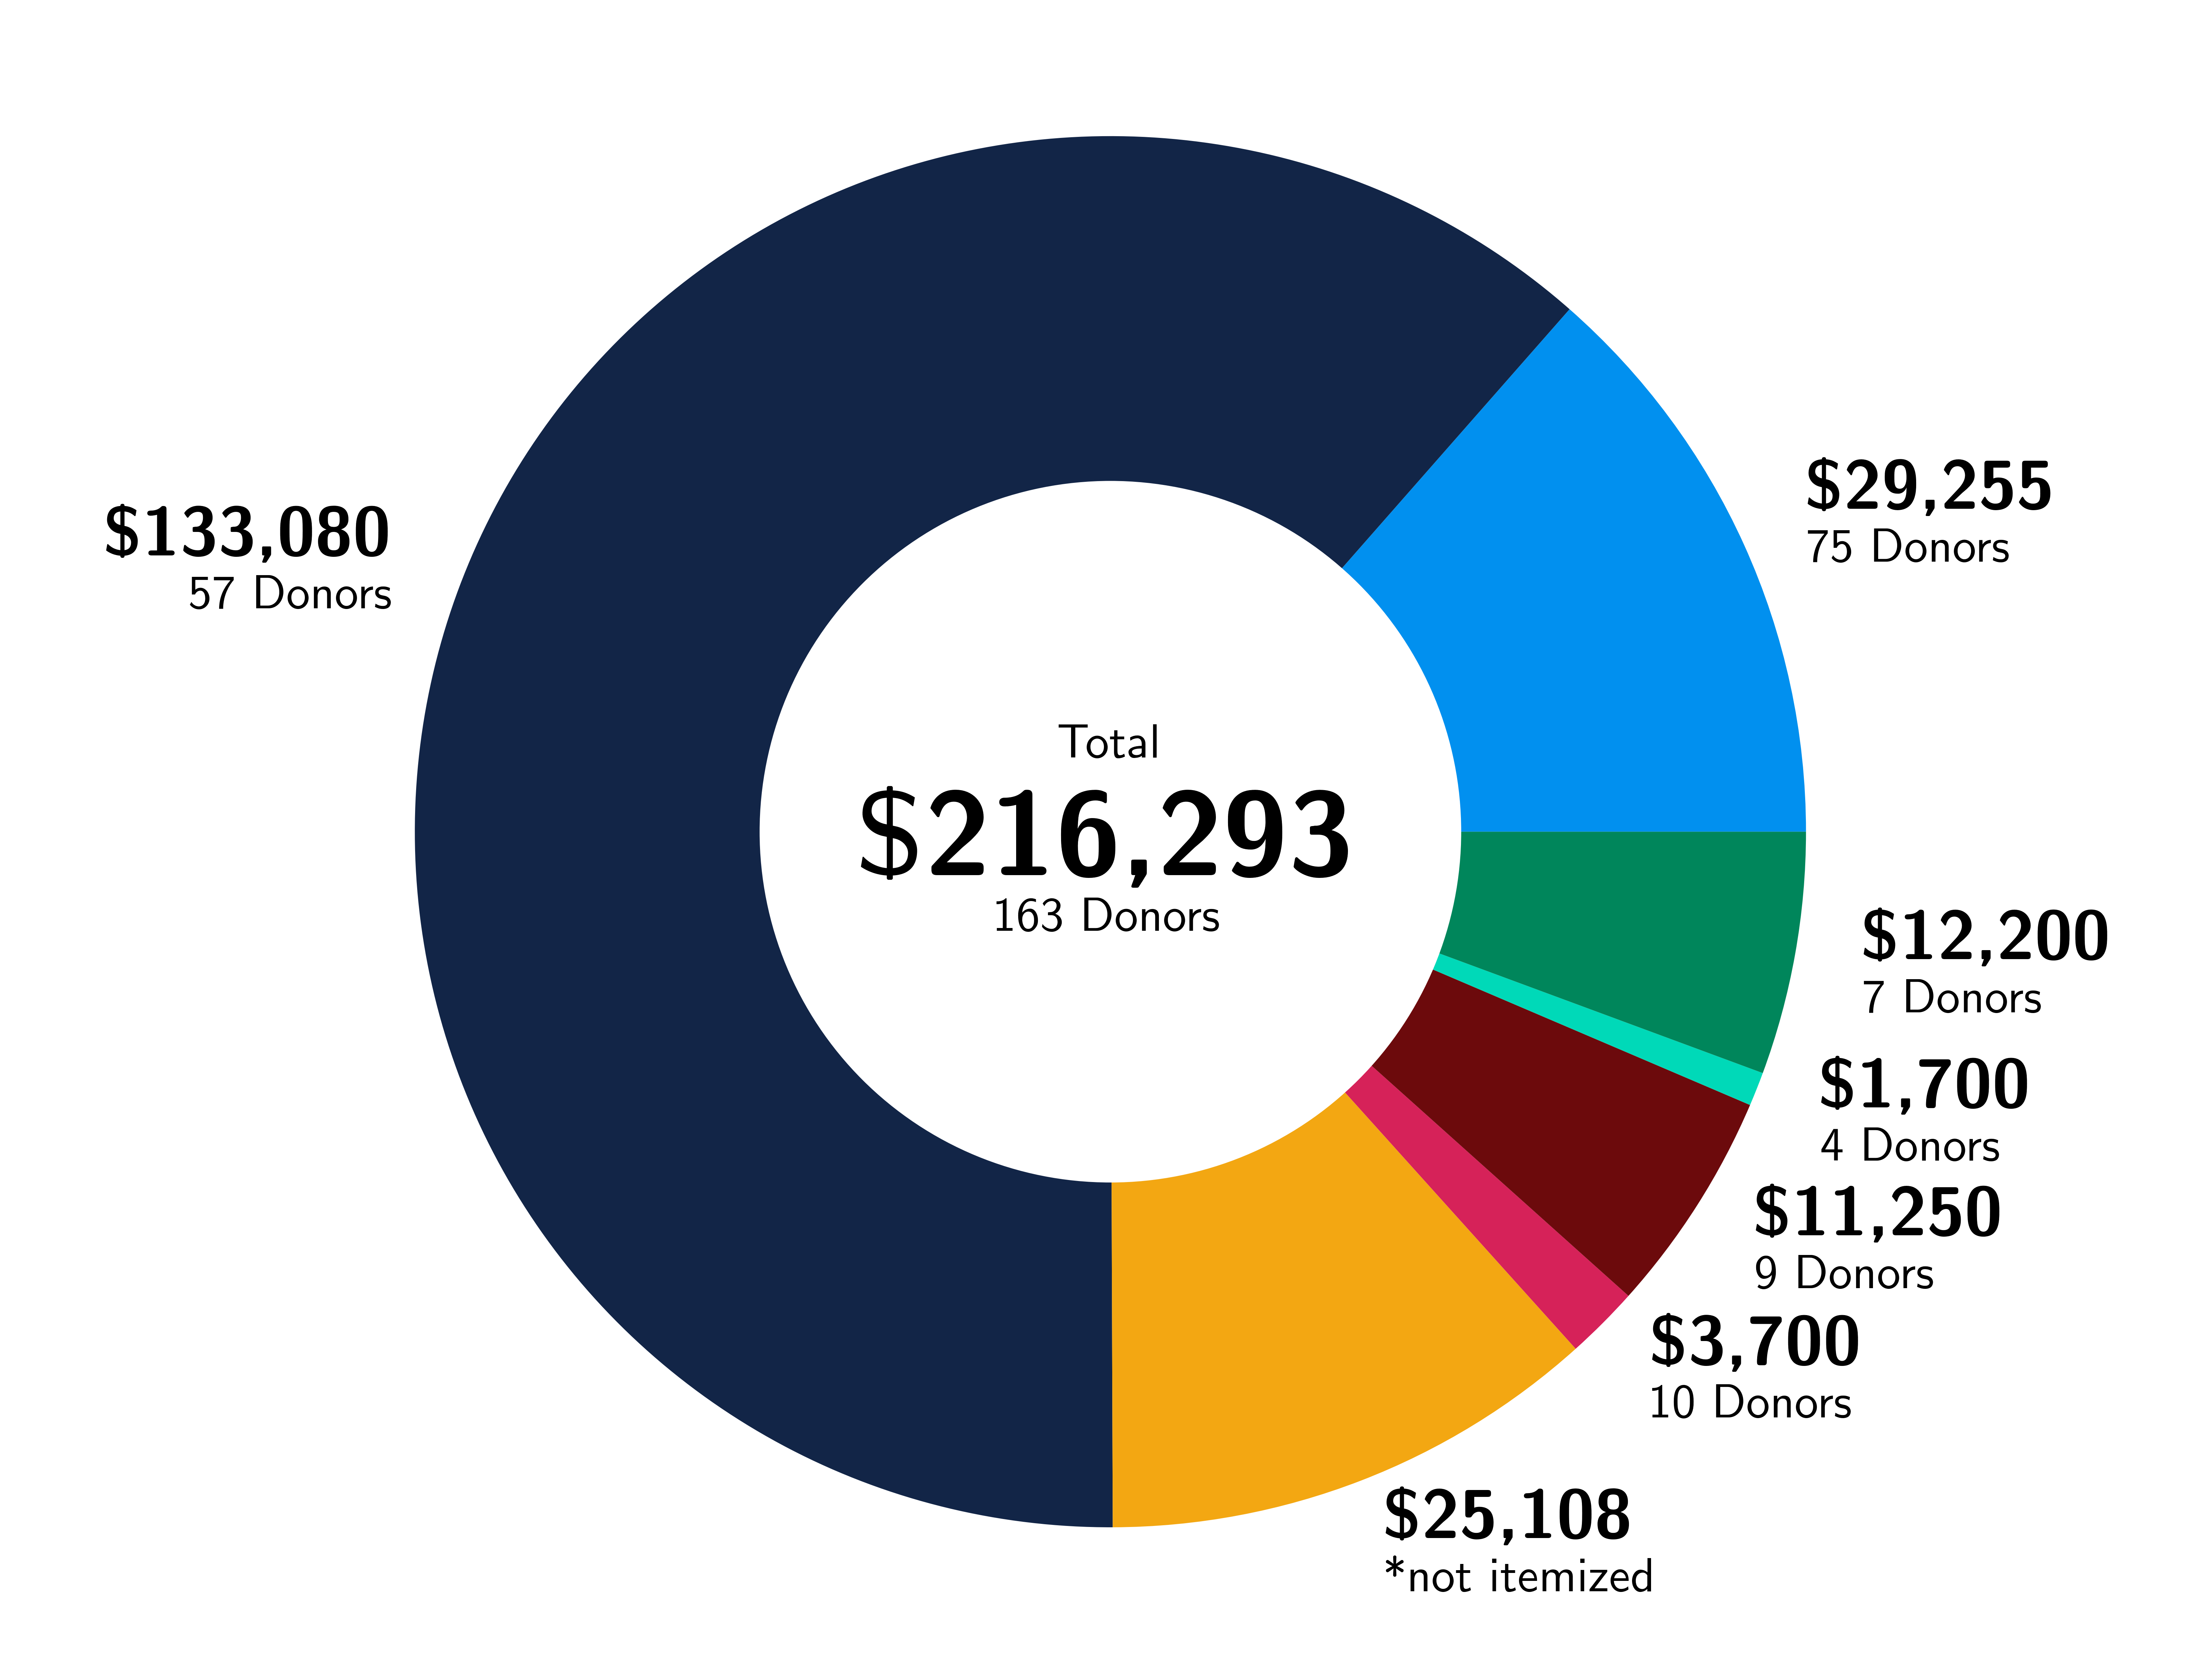 $29,255
75 Donors
$133,080
57 Donors
Total
$216,293
163 Donors
$12,200
7 Donors
$1,700
4 Donors
$11,250
9 Donors
$3,700
10 Donors
$25,108
*not itemized